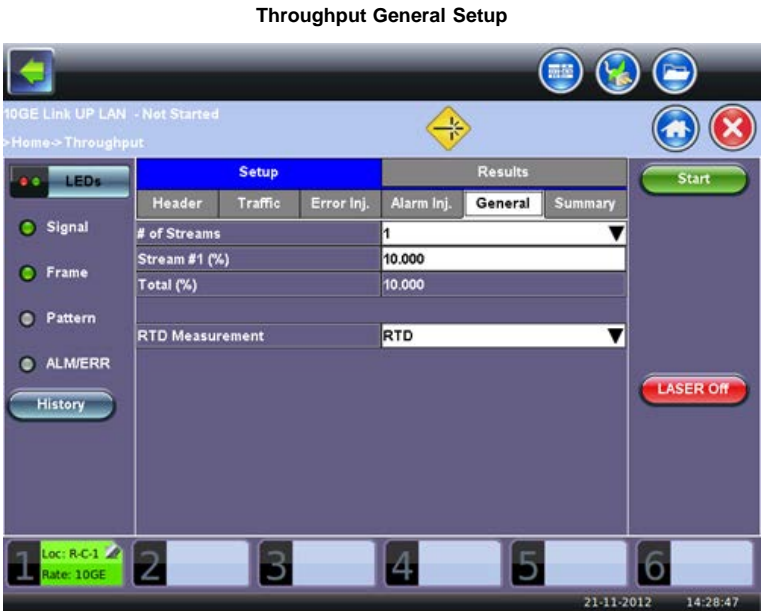 Throughput General Setup
10GE Link UP LAN - Not Started
>Home->Throughput
LEDs
Setup
Results
Start
Header
Traffic
Error Inj.
Alarm Inj.
General
Summary
Signal
Frame
Pattern
ALM/ERR
History
# of Streams
1
Stream #1 (%)
10.000
Total (%)
10.000
RTD Measurement
RTD
LASER Off
1 Loc: R-C-1
Rate: 10GE
2
3
4
5
6
21-11-2012 14:28:47